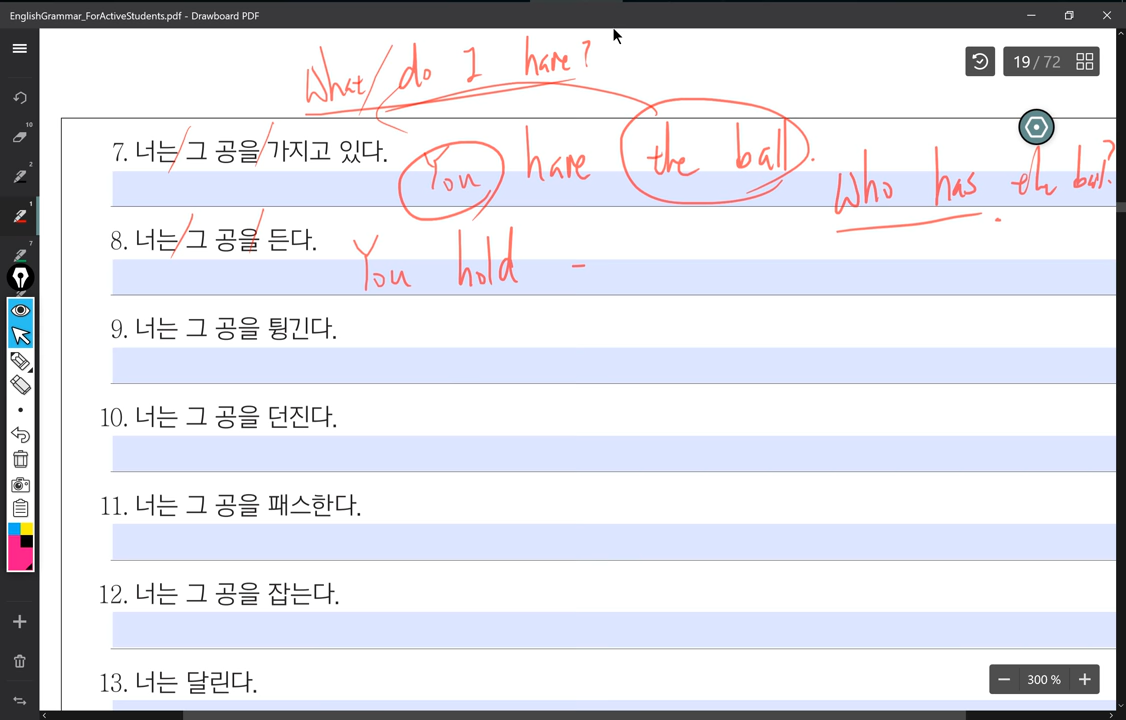 EnglishGrammar_ForActiveStudents.pdf - Drawboard PDF
19 / 72
What do I have?
7. 너는 그 공을 가지고 있다.
You have the ball.
Who has the ball?
8. 너는 그 공을 든다.
You hold -
9. 너는 그 공을 튕긴다.
10. 너는 그 공을 던진다.
11. 너는 그 공을 패스한다.
12. 너는 그 공을 잡는다.
13. 너는 달린다.
10
2
1
7
300 %